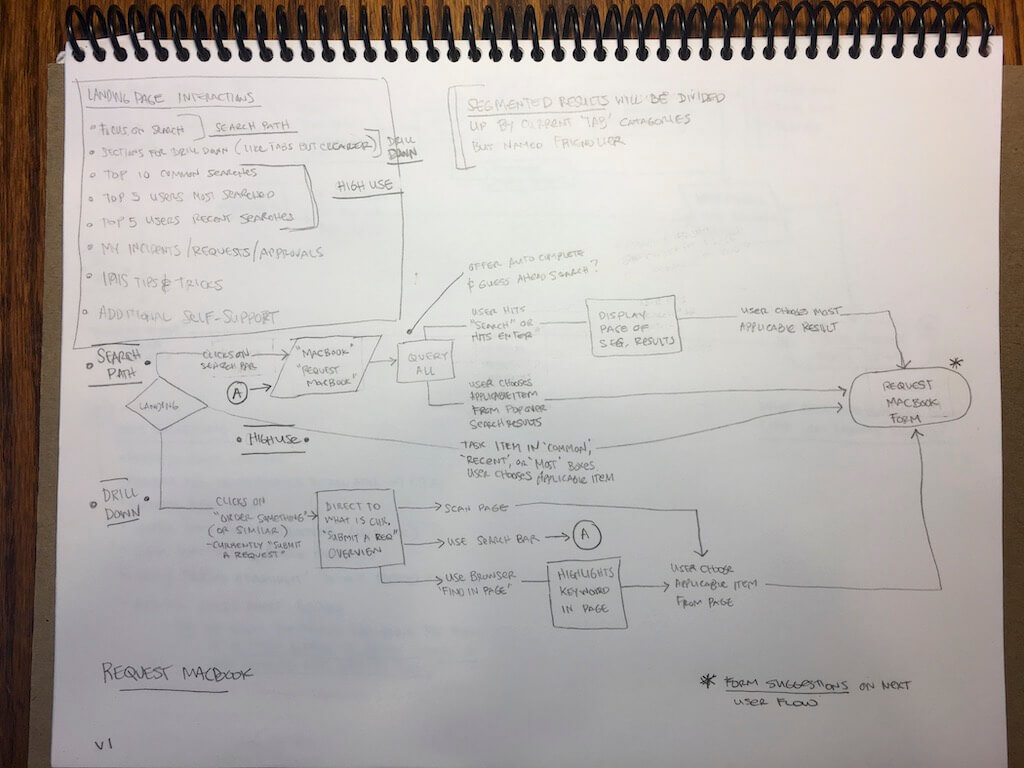 LANDING PAGE INTERACTIONS
• FOCUS ON SEARCH
SEARCH PATH
• SECTIONS FOR DRILL DOWN (LIKE TABS BUT CLEARER)
DRILL
DOWN
• TOP 10 COMMON SEARCHES
• TOP 5 USERS MOST SEARCHED
• TOP 5 USERS RECENT SEARCHES
HIGH USE
• MY INCIDENTS/REQUESTS/APPROVALS
• TIPS & TRICKS
• ADDITIONAL SELF-SUPPORT
SEGMENTED RESULTS WILL BE DIVIDED
UP BY CURRENT 'TAB' CATAGORIES
BUT NAMED FRIENDLIER
OFFER AUTO COMPLETE
& GUESS AHEAD SEARCH?
• SEARCH •
PATH
CLICKS ON
SEARCH BAR
"MACBOOK"
"REQUEST
MACBOOK"
A
QUERY
ALL
USER HITS
"SEARCH" OR
HITS ENTER"
DISPLAY
PAGE OF
SEG. RESULTS
USER CHOOSES MOST
APPLICABLE RESULT
USER CHOOSES
APPLICABLE ITEM
FROM POPOVER
SEARCH RESULTS
*
REQUEST
MACBOOK
FORM
LANDING
• HIGH USE •
TASK ITEM IN 'COMMON',
'RECENT', OR 'MOST' BOXES
USER CHOOSES APPLICABLE ITEM
• DRILL •
DOWN
CLICKS ON
"ORDER SOMETHING"
(OR SIMILAR)
-CURRENTLY "SUBMIT
A REQUEST"
DIRECT TO
WHAT IS CUR.
"SUBMIT A REQ"
OVERVIEW
SCAN PAGE
USE SEARCH BAR
A
USE BROWSER
"FIND IN PAGE"
HIGHLIGHTS
KEYWORD
IN PAGE
USER CHOOSE
APPLICABLE ITEM
FROM PAGE
REQUEST MACBOOK
* FORM SUGGESTIONS ON NEXT
USER FLOW
V1